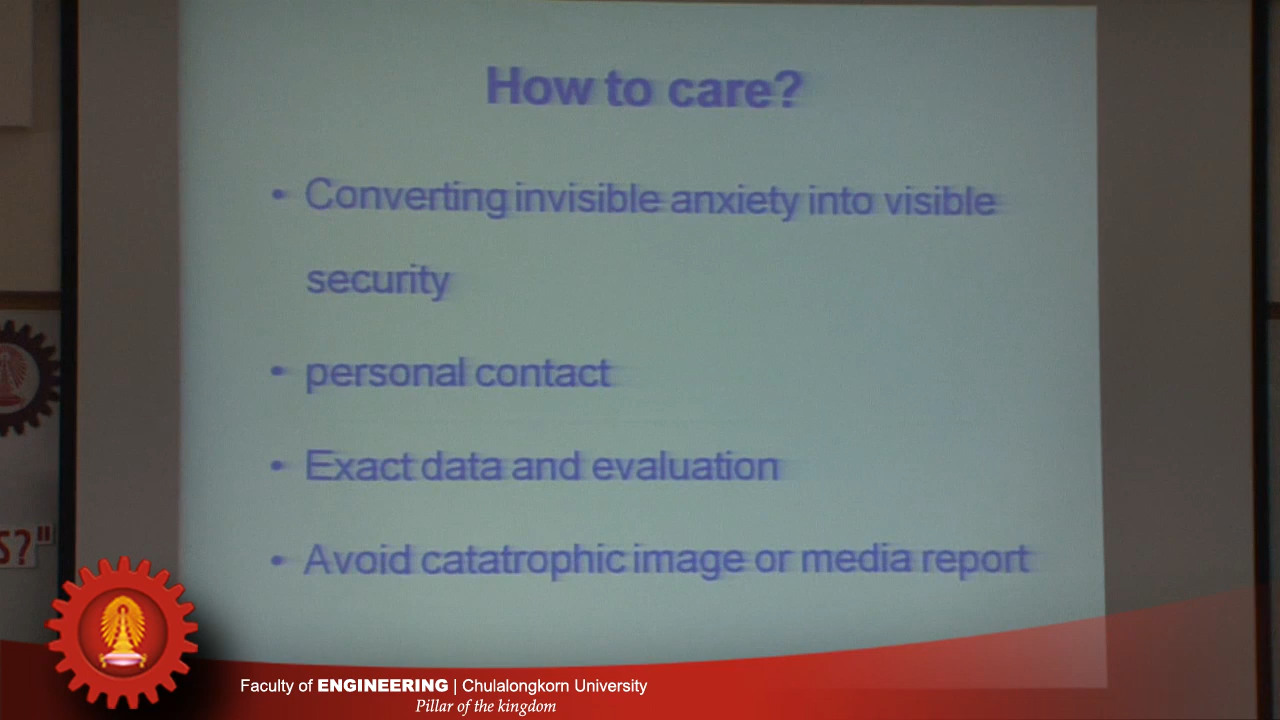 How to care?
• Converting invisible anxiety into visible
security
• personal contact
• Exact data and evaluation
• Avoid catatrophic image or media report
S?"
Faculty of ENGINEERING | Chulalongkorn University
Pillar of the kingdom